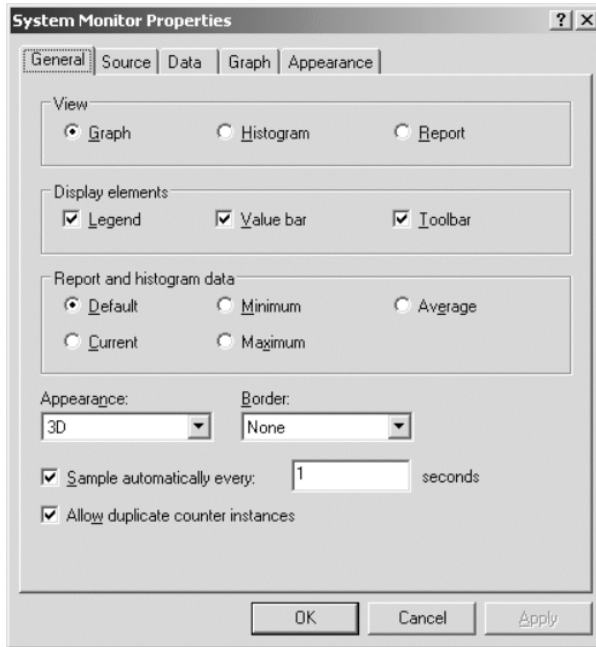 System Monitor Properties
General Source Data Graph Appearance
View
Graph Histogram Report
Display elements
Legend Value bar Toolbar
Report and histogram data
Default Minimum Average
Current Maximum
Appearance: Border:
3D None
Sample automatically every: 1 seconds
Allow duplicate counter instances
OK Cancel Apply